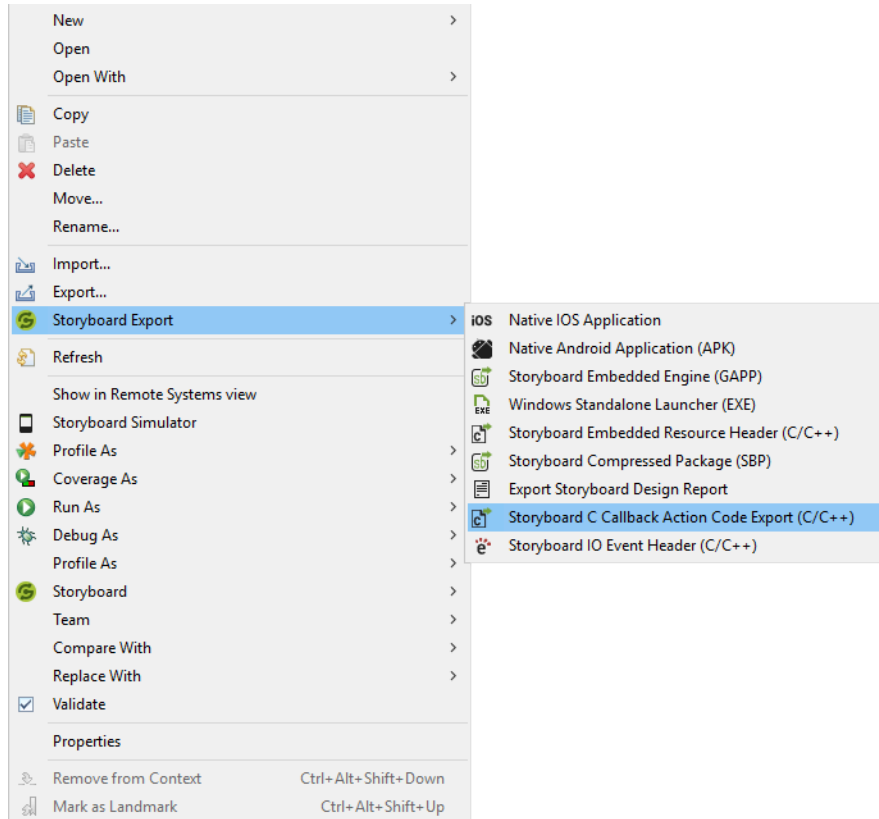 New
Open
Open With
Copy
Paste
Delete
Move...
Rename...
Import...
Export...
Storyboard Export
Refresh
Show in Remote Systems view
Storyboard Simulator
Profile As
Coverage As
Run As
Debug As
Profile As
Storyboard
Team
Compare With
Replace With
Validate
Properties
Remove from Context Ctrl+Alt+Shift+Down
Mark as Landmark Ctrl+Alt+Shift+Up
iOS Native IOS Application
Native Android Application (APK)
sb Storyboard Embedded Engine (GAPP)
EXE Windows Standalone Launcher (EXE)
c Storyboard Embedded Resource Header (C/C++)
sb Storyboard Compressed Package (SBP)
Export Storyboard Design Report
c Storyboard C Callback Action Code Export (C/C++)
e Storyboard IO Event Header (C/C++)